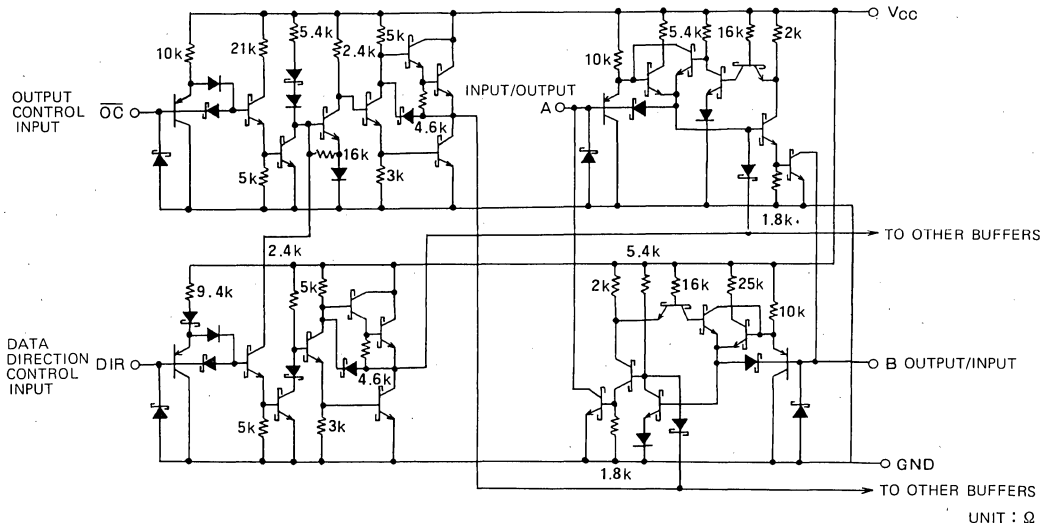 VCC
5.4k
5k
5.4k
16k
2k
10k
21k
2.4k
10k
OUTPUT
CONTROL
INPUT
OC
INPUT/OUTPUT
A
4.6k
16k
5k
3k
1.8k
TO OTHER BUFFERS
2.4k
5.4k
9.4k
5k
2k
16k
25k
10k
DATA
DIRECTION
CONTROL
INPUT
DIR
B OUTPUT/INPUT
4.6k
5k
3k
1.8k
GND
TO OTHER BUFFERS
UNIT : Ω